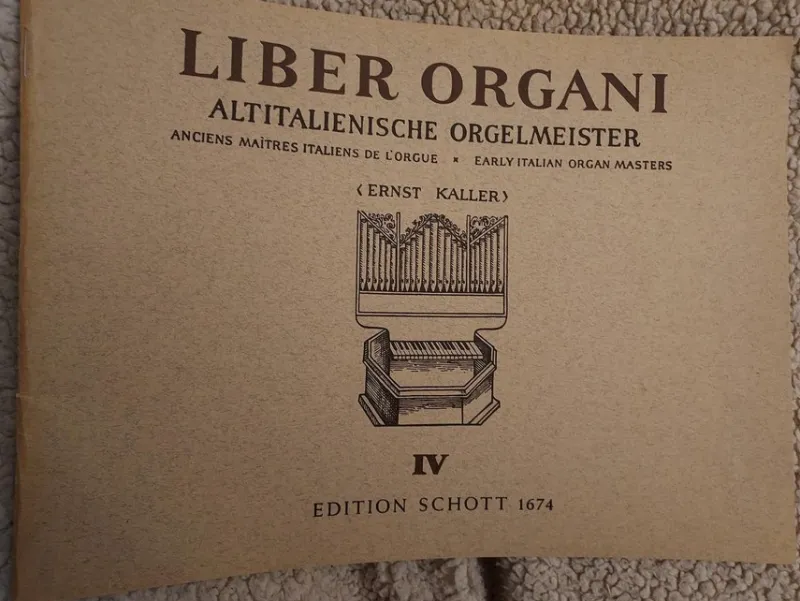 LIBER ORGANI
ALTITALIENISCHE ORGELMEISTER
ANCIENS MAÎTRES ITALIENS DE L'ORGUE × EARLY ITALIAN ORGAN MASTERS
‹ERNST KALLER›
IV
EDITION SCHOTT 1674